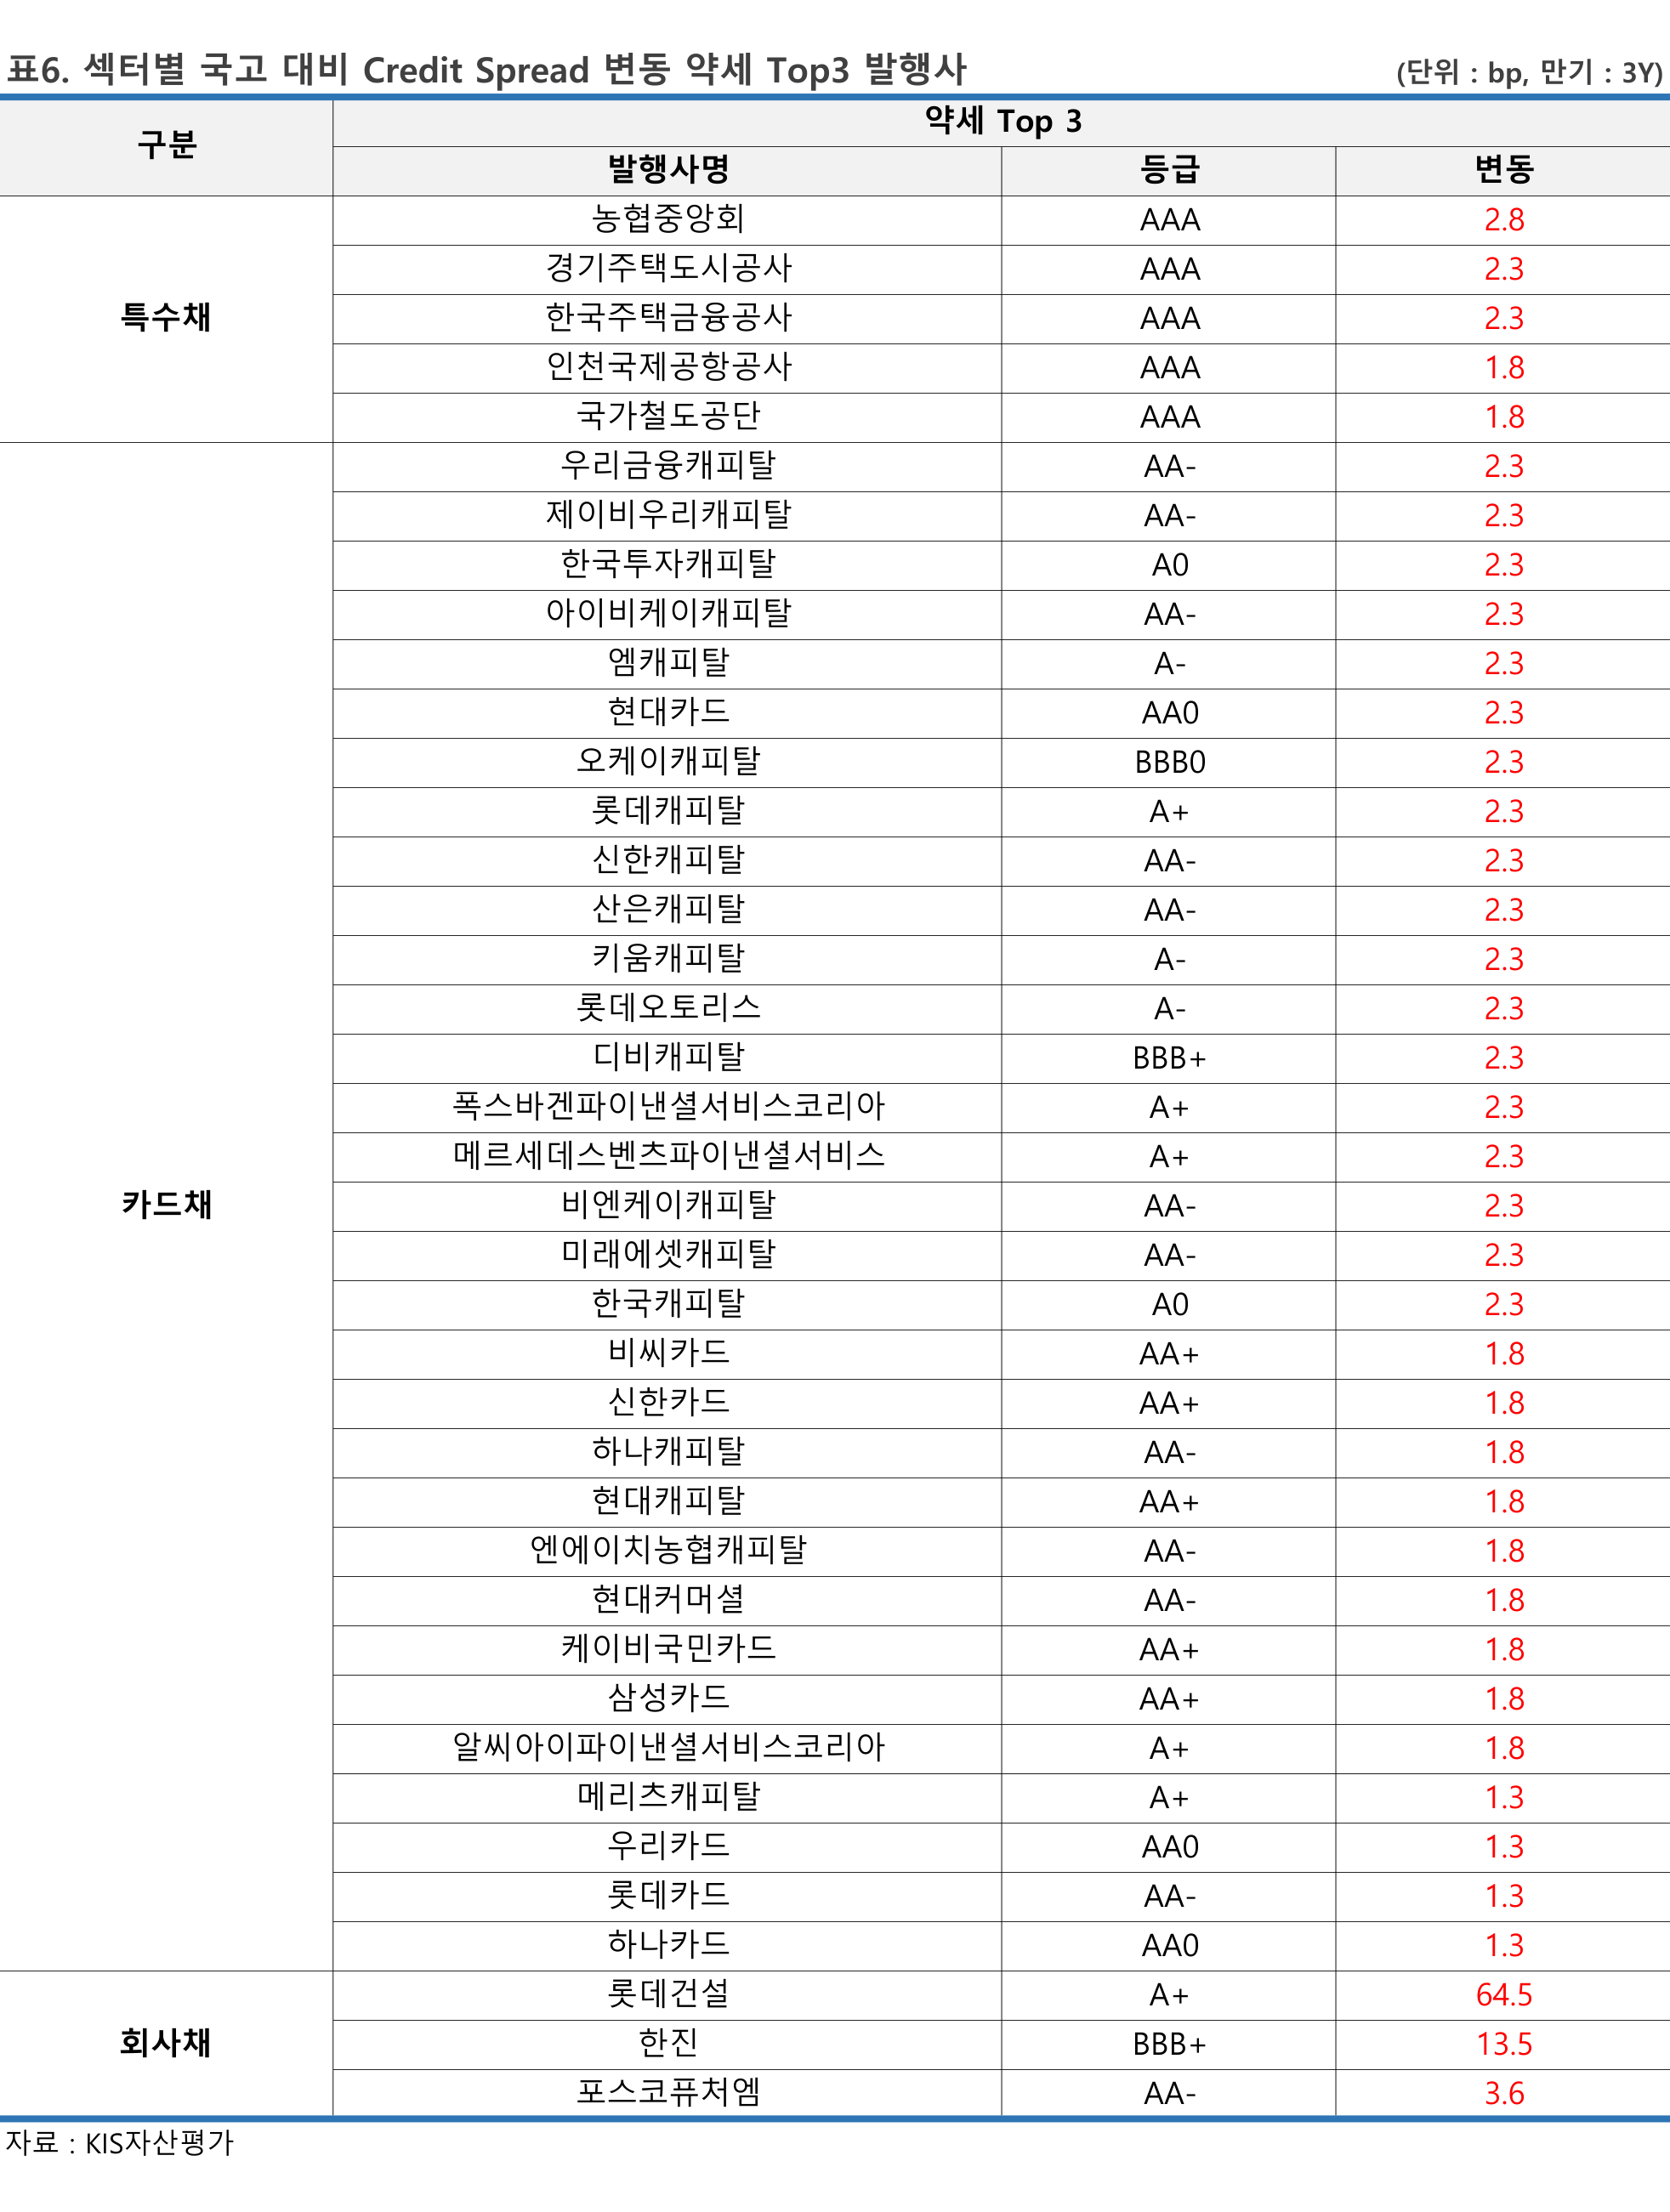 표6. 섹터별 국고 대비 Credit Spread 변동 약세 Top3 발행사 (단위 : bp, 만기 : 3Y)
구분 약세 Top 3
발행사명 등급 변동
특수채
농협중앙회 AAA 2.8
경기주택도시공사 AAA 2.3
한국주택금융공사 AAA 2.3
인천국제공항공사 AAA 1.8
국가철도공단 AAA 1.8
카드채
우리금융캐피탈 AA- 2.3
제이비우리캐피탈 AA- 2.3
한국투자캐피탈 A0 2.3
아이비케이캐피탈 AA- 2.3
엠캐피탈 A- 2.3
현대카드 AA0 2.3
오케이캐피탈 BBB0 2.3
롯데캐피탈 A+ 2.3
신한캐피탈 AA- 2.3
산은캐피탈 AA- 2.3
키움캐피탈 A- 2.3
롯데오토리스 A- 2.3
디비캐피탈 BBB+ 2.3
폭스바겐파이낸셜서비스코리아 A+ 2.3
메르세데스벤츠파이낸셜서비스 A+ 2.3
비엔케이캐피탈 AA- 2.3
미래에셋캐피탈 AA- 2.3
한국캐피탈 A0 2.3
비씨카드 AA+ 1.8
신한카드 AA+ 1.8
하나캐피탈 AA- 1.8
현대캐피탈 AA+ 1.8
엔에이치농협캐피탈 AA- 1.8
현대커머셜 AA- 1.8
케이비국민카드 AA+ 1.8
삼성카드 AA+ 1.8
알씨아이파이낸셜서비스코리아 A+ 1.8
메리츠캐피탈 A+ 1.3
우리카드 AA0 1.3
롯데카드 AA- 1.3
하나카드 AA0 1.3
회사채
롯데건설 A+ 64.5
한진 BBB+ 13.5
포스코퓨처엠 AA- 3.6
자료 : KIS자산평가